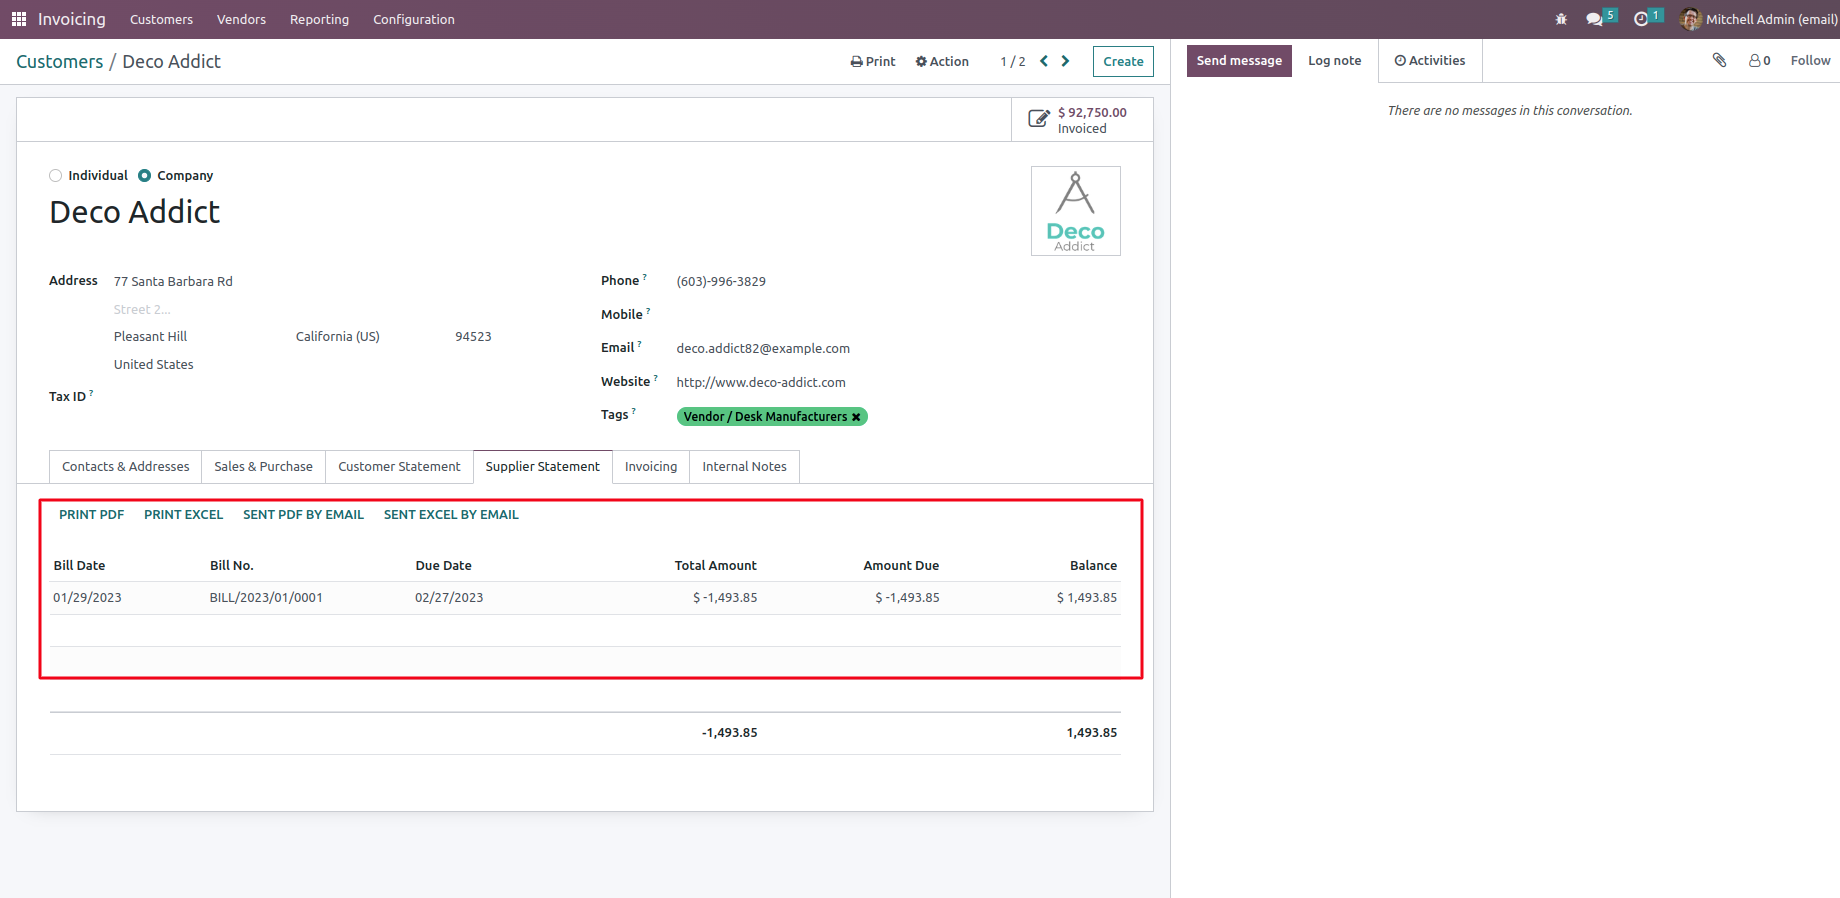 Invoicing Customers Vendors Reporting Configuration 5 1 Mitchell Admin (email)
Customers / Deco Addict Print Action 1 / 2 Create Send message Log note Activities 0 Follow
There are no messages in this conversation.
$ 92,750.00
Invoiced
Individual Company
Deco Addict
Deco
Addict
Address 77 Santa Barbara Rd Phone ? (603)-996-3829
Street 2...
Mobile ?
Pleasant Hill California (US) 94523
Email ? deco.addict82@example.com
United States
Website ? http://www.deco-addict.com
Tax ID ?
Tags ? Vendor / Desk Manufacturers ✖
Contacts & Addresses Sales & Purchase Customer Statement Supplier Statement Invoicing Internal Notes
PRINT PDF PRINT EXCEL SENT PDF BY EMAIL SENT EXCEL BY EMAIL
Bill Date Bill No. Due Date Total Amount Amount Due Balance
01/29/2023 BILL/2023/01/0001 02/27/2023 $ -1,493.85 $ -1,493.85 $ 1,493.85
-1,493.85 1,493.85